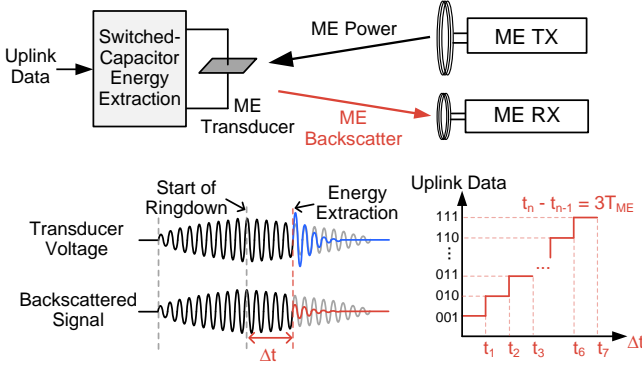 Uplink
Data
Switched-
Capacitor
Energy
Extraction
ME Power
ME TX
ME
Transducer
ME
Backscatter
ME RX
Start of
Ringdown
Energy
Extraction
Transducer
Voltage
Backscattered
Signal
Δt
Uplink Data
tn - tn-1 = 3TME
111
110
....
011
...
010
001
t1
t2
t3
t6
t7
Δt